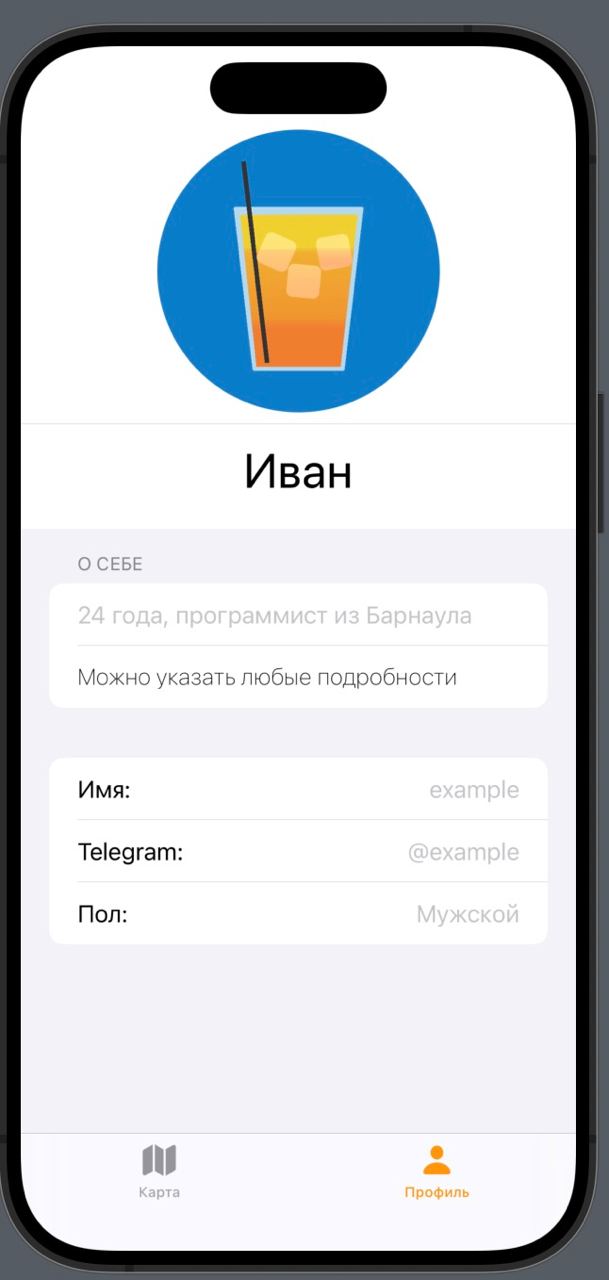 Иван
О СЕБЕ
24 года, программист из Барнаула
Можно указать любые подробности
Имя: example
Telegram: @example
Пол: Мужской
Карта Профиль